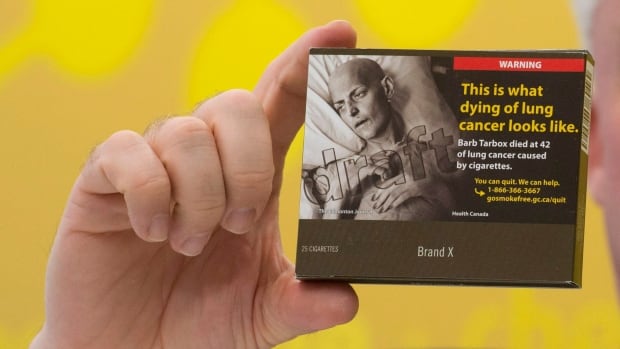 WARNING
This is what
dying of lung
cancer looks like.
Barb Tarbox died at 42
of lung cancer caused
by cigarettes.
You can quit. We can help.
1-866-366-3667
gosmokefree.gc.ca/quit
draft
The Edmonton
Health Canada
25 CIGARETTES
Brand X